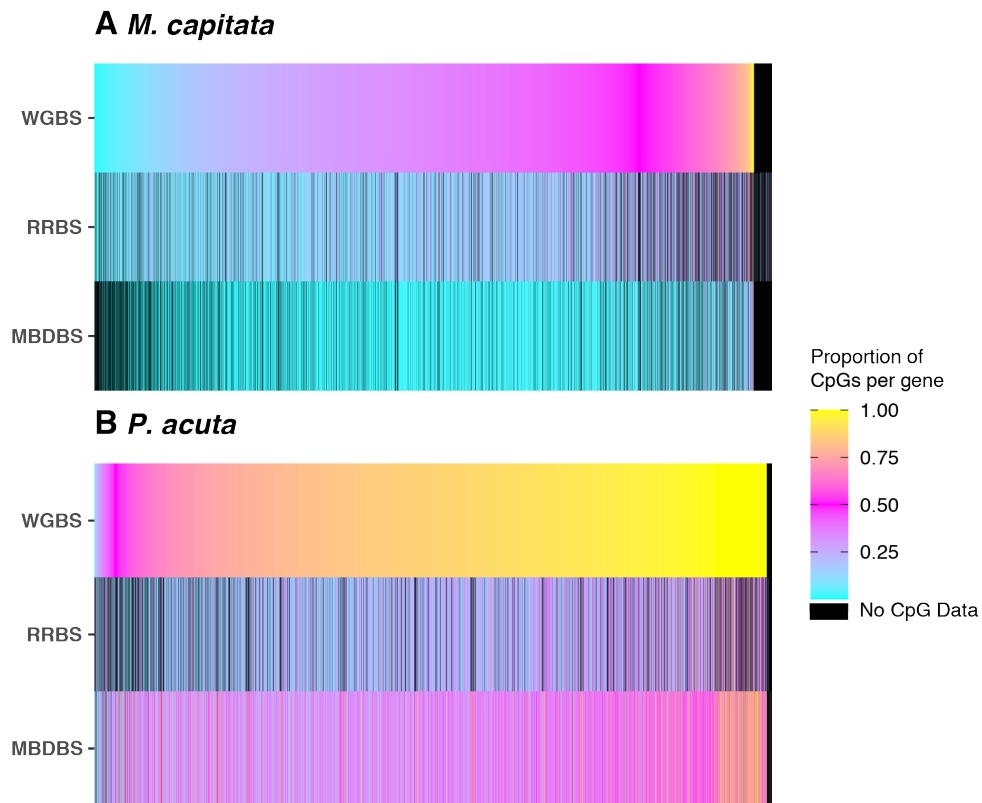 A M. capitata
WGBS
RRBS
MBDBS
B P. acuta
WGBS
RRBS
MBDBS
Proportion of
CpGs per gene
1.00
0.75
0.50
0.25
No CpG Data